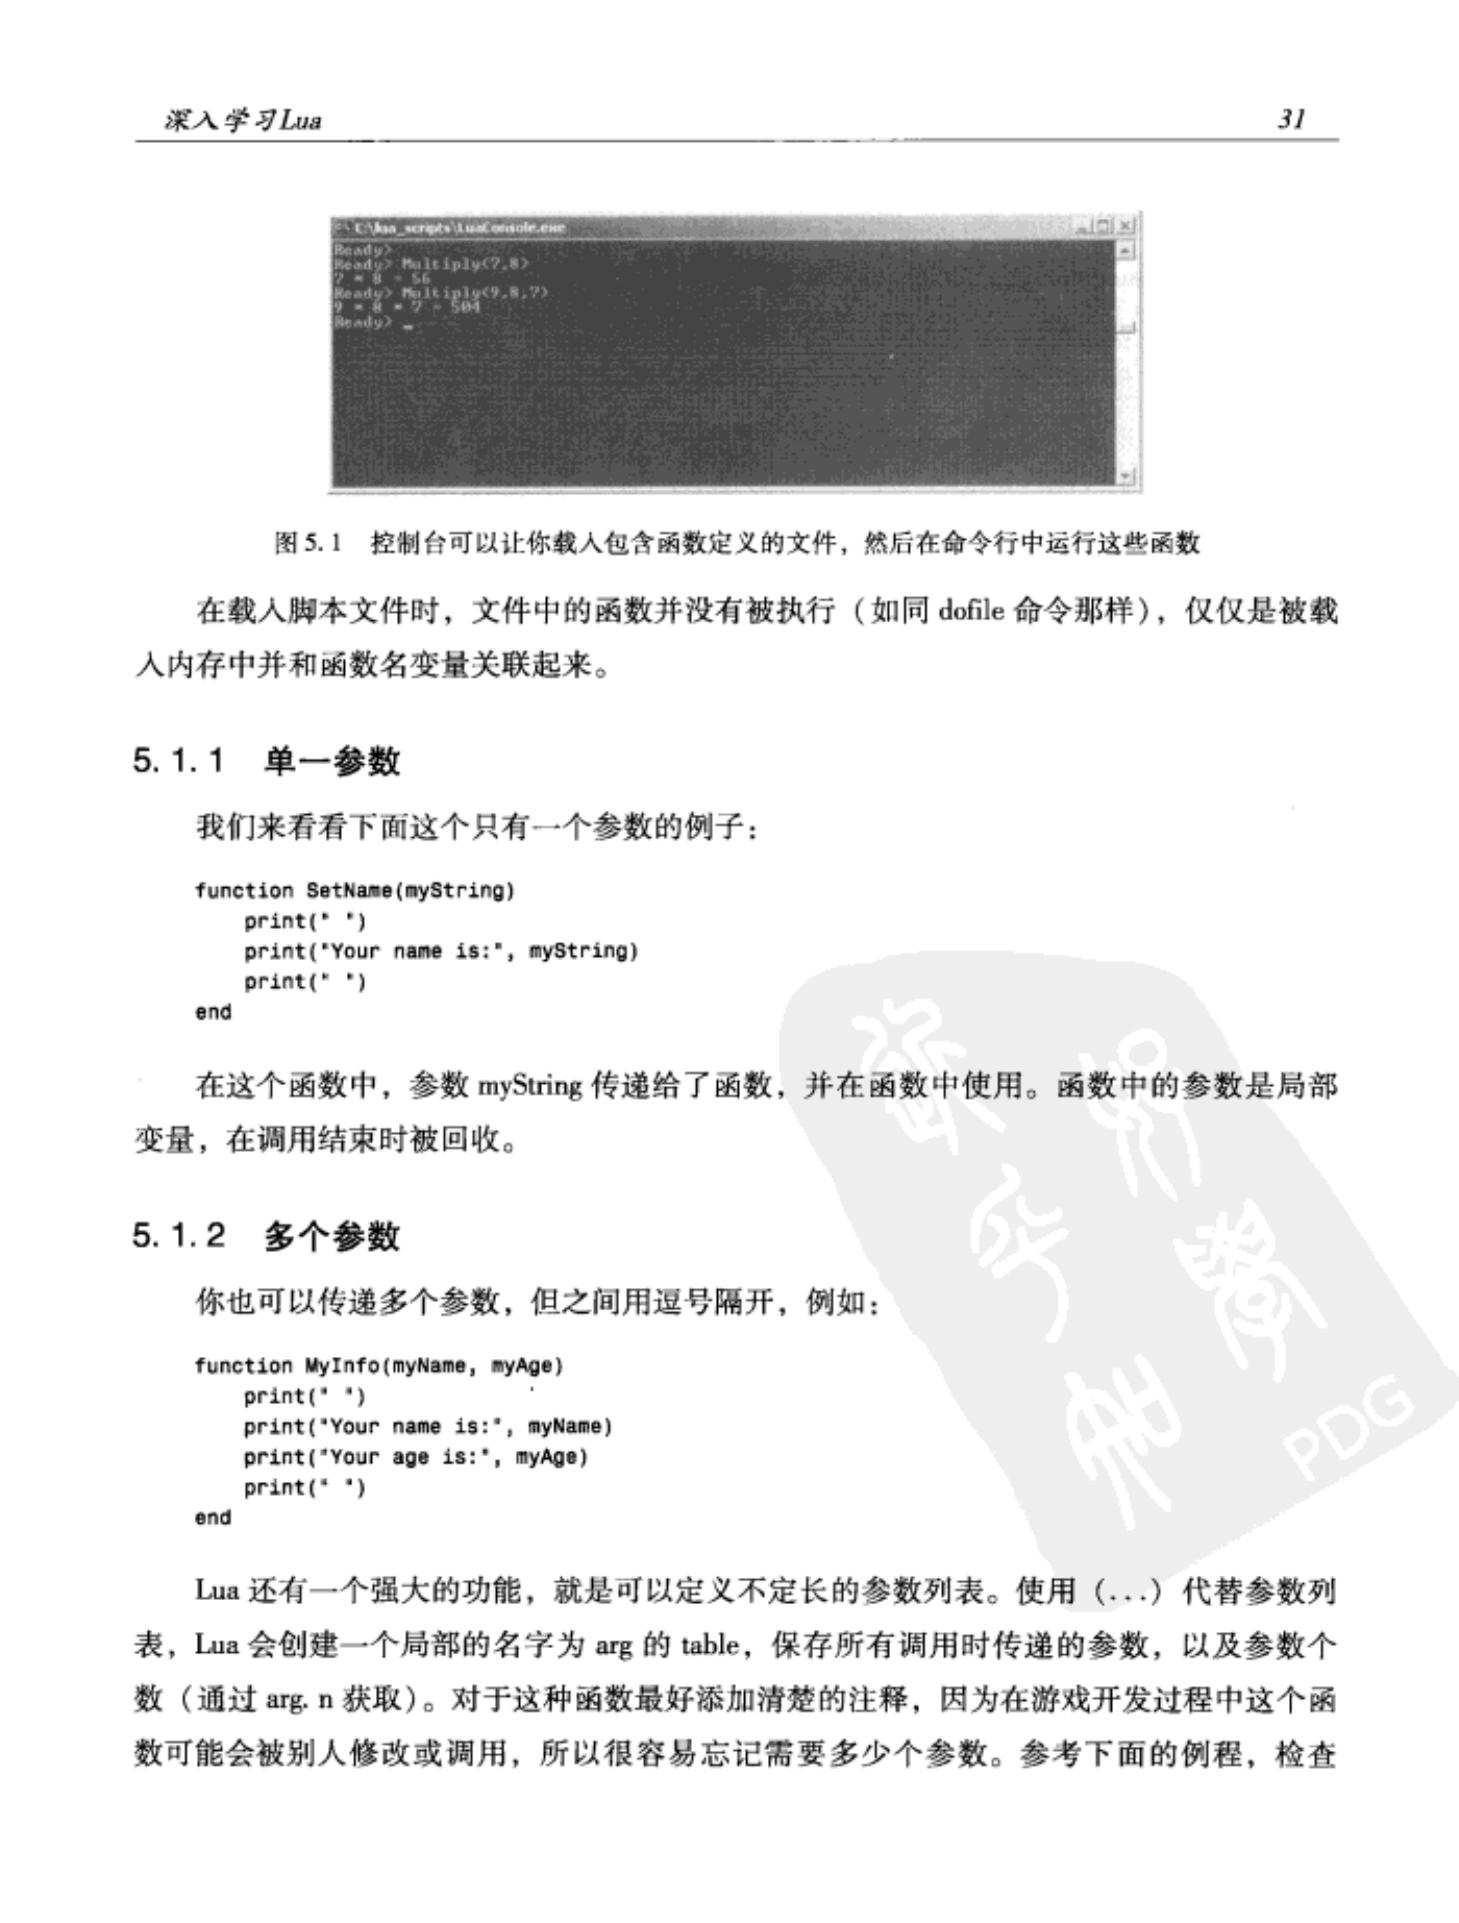 深入学习Lua
31
C:\lua_scripts\LuaConsole.exe
Ready>
Ready> Multiply(7,8)
7 * 8 = 56
Ready> Multiply(9,8,7)
9 * 8 * 7 = 504
Ready> _
图 5.1 控制台可以让你载入包含函数定义的文件，然后在命令行中运行这些函数
在载入脚本文件时，文件中的函数并没有被执行（如同 dofile 命令那样），仅仅是被载
入内存中并和函数名变量关联起来。
5.1.1 单一参数
我们来看看下面这个只有一个参数的例子：
function SetName(myString)
print(" ")
print("Your name is:", myString)
print(" ")
end
在这个函数中，参数 myString 传递给了函数，并在函数中使用。函数中的参数是局部
变量，在调用结束时被回收。
5.1.2 多个参数
你也可以传递多个参数，但之间用逗号隔开，例如：
function MyInfo(myName, myAge)
print(" ")
print("Your name is:", myName)
print("Your age is:", myAge)
print(" ")
end
PDG
Lua 还有一个强大的功能，就是可以定义不定长的参数列表。使用（...）代替参数列
表，Lua 会创建一个局部的名字为 arg 的 table，保存所有调用时传递的参数，以及参数个
数（通过 arg. n 获取）。对于这种函数最好添加清楚的注释，因为在游戏开发过程中这个函
数可能会被别人修改或调用，所以很容易忘记需要多少个参数。参考下面的例程，检查